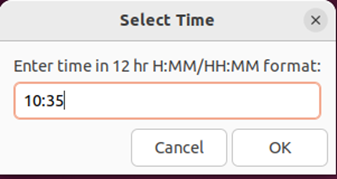 Select Time
Enter time in 12 hr H:MM/HH:MM format:
10:35
Cancel OK